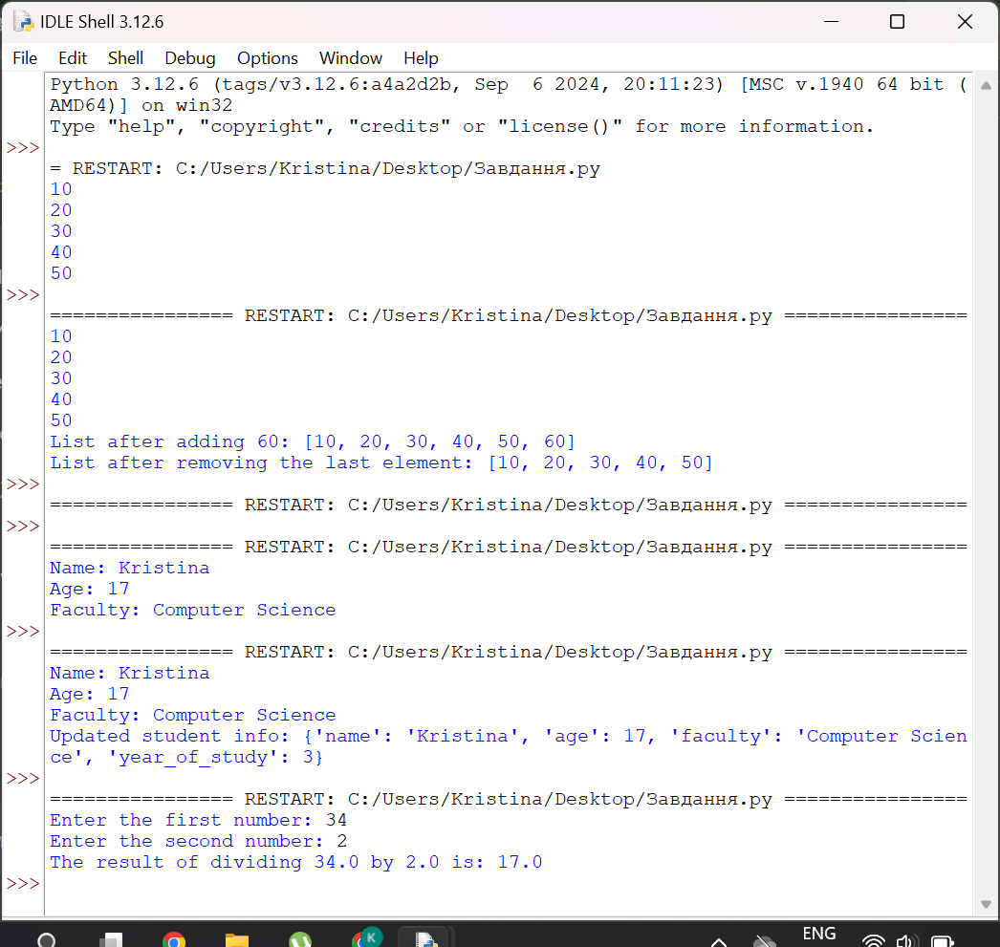 IDLE Shell 3.12.6
File Edit Shell Debug Options Window Help
Python 3.12.6 (tags/v3.12.6:a4a2d2b, Sep  6 2024, 20:11:23) [MSC v.1940 64 bit (
AMD64)] on win32
Type "help", "copyright", "credits" or "license()" for more information.
>>>
= RESTART: C:/Users/Kristina/Desktop/Завдання.py
10
20
30
40
50
>>>
================ RESTART: C:/Users/Kristina/Desktop/Завдання.py ================
10
20
30
40
50
List after adding 60: [10, 20, 30, 40, 50, 60]
List after removing the last element: [10, 20, 30, 40, 50]
>>>
================ RESTART: C:/Users/Kristina/Desktop/Завдання.py ================
>>>
================ RESTART: C:/Users/Kristina/Desktop/Завдання.py ================
Name: Kristina
Age: 17
Faculty: Computer Science
>>>
================ RESTART: C:/Users/Kristina/Desktop/Завдання.py ================
Name: Kristina
Age: 17
Faculty: Computer Science
Updated student info: {'name': 'Kristina', 'age': 17, 'faculty': 'Computer Scien
ce', 'year_of_study': 3}
>>>
================ RESTART: C:/Users/Kristina/Desktop/Завдання.py ================
Enter the first number: 34
Enter the second number: 2
The result of dividing 34.0 by 2.0 is: 17.0
>>>
K
ENG